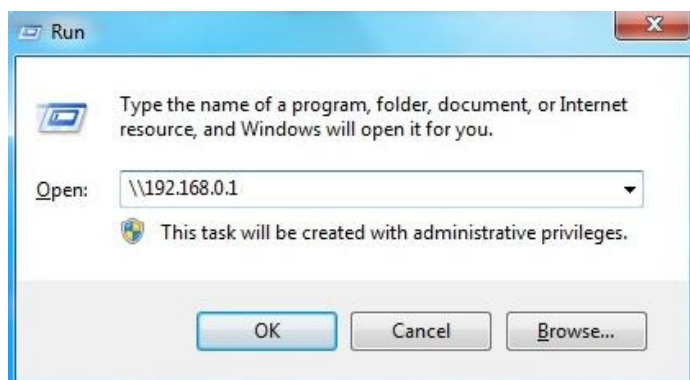 Run
Type the name of a program, folder, document, or Internet
resource, and Windows will open it for you.
Open: \\192.168.0.1
This task will be created with administrative privileges.
OK Cancel Browse...